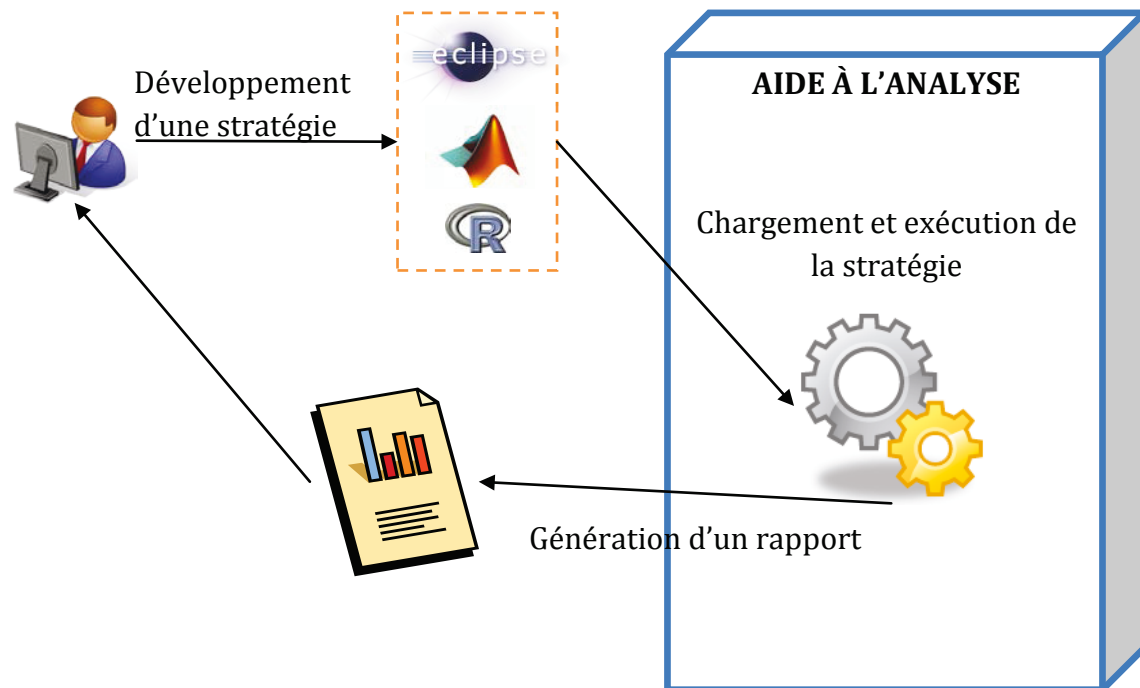 Développement
d’une stratégie
eclipse
R
AIDE À L’ANALYSE
Chargement et exécution de
la stratégie
Génération d’un rapport